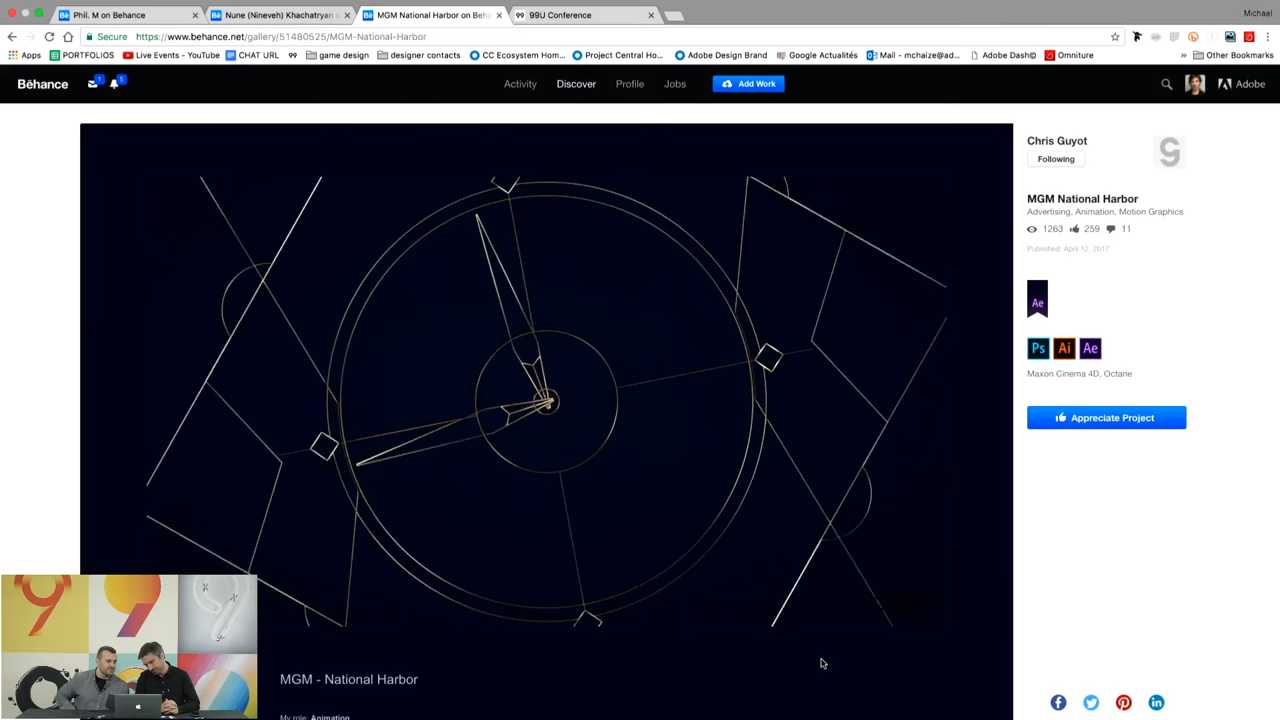 Michael
Phil. M on Behance
Nune (Nineveh) Khachatryan
MGM National Harbor on Beh
99U Conference
Secure
https://www.behance.net/gallery/51480525/MGM-National-Harbor
Apps
PORTFOLIOS
Live Events - YouTube
CHAT URL
game design
designer contacts
CC Ecosystem Hom...
Project Central Ho...
Adobe Design Brand
Google Actualités
Mail - mchaize@ad...
Adobe Dash©
Omniture
Other Bookmarks
Bēhance
Activity
Discover
Profile
Jobs
Add Work
Adobe
Chris Guyot
Following
MGM National Harbor
Advertising, Animation, Motion Graphics
1263 259 11
Published: April 12, 2017
Ae
Ps Ai Ae
Maxon Cinema 4D, Octane
Appreciate Project
MGM - National Harbor
My role: Animation